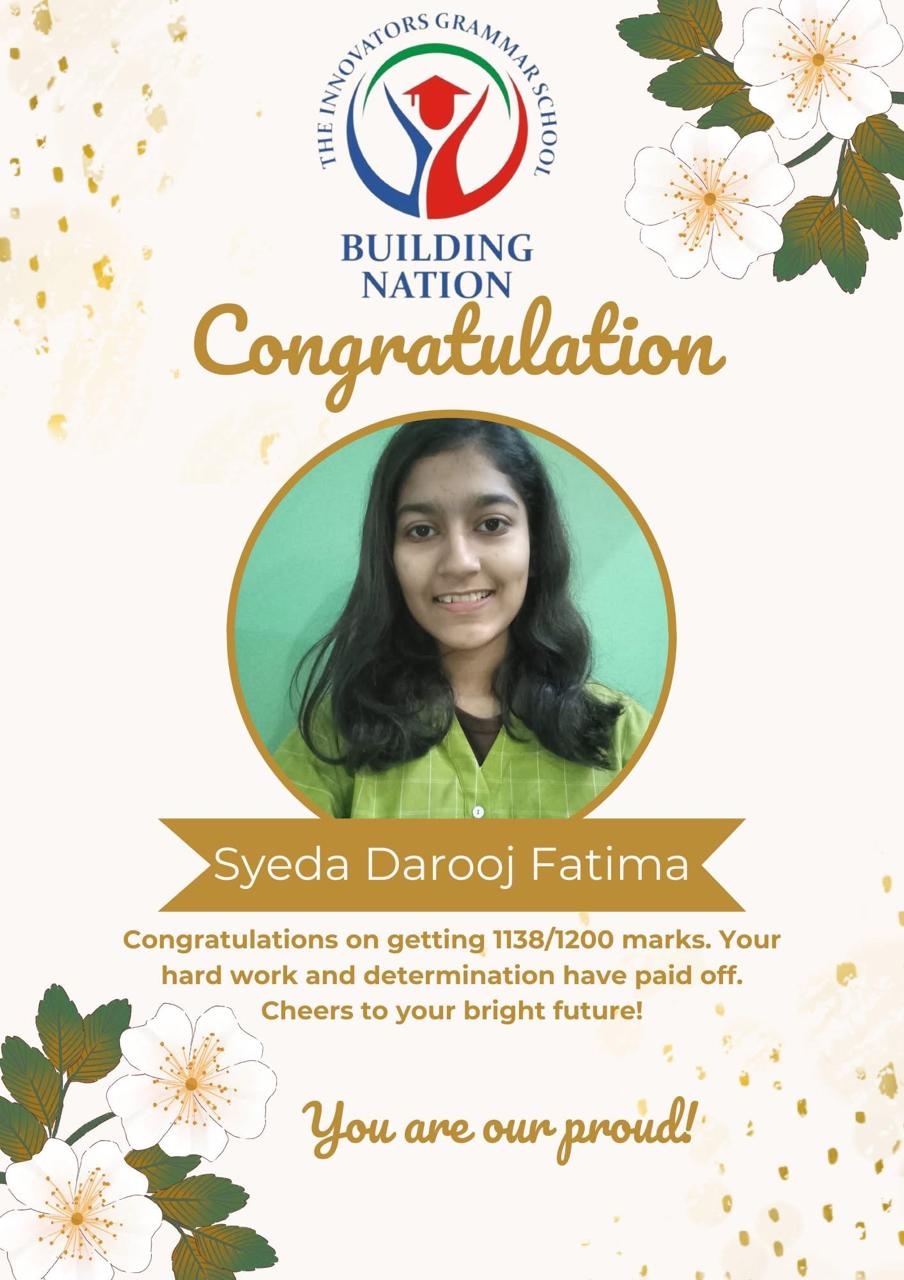 THE INNOVATORS GRAMMAR SCHOOL
BUILDING
NATION
Congratulation
Syeda Darooj Fatima
Congratulations on getting 1138/1200 marks. Your
hard work and determination have paid off.
Cheers to your bright future!
You are our proud!